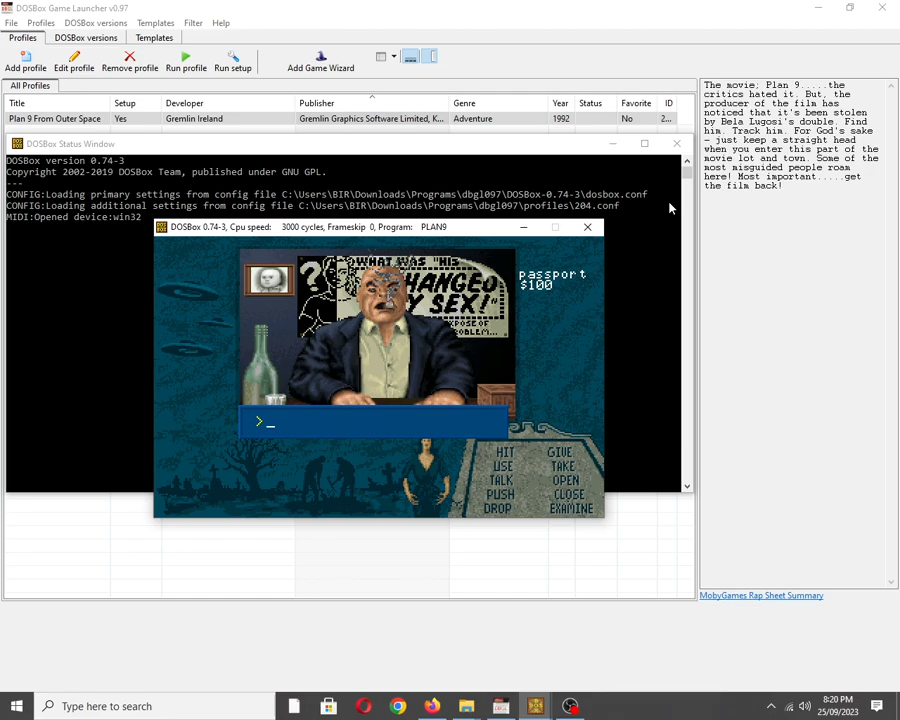 DOSBox Game Launcher v0.97
File Profiles DOSBox versions Templates Filter Help
Profiles DOSBox versions Templates
Add profile Edit profile Remove profile Run profile Run setup Add Game Wizard
All Profiles
Title Setup Developer Publisher Genre Year Status Favorite ID
Plan 9 From Outer Space Yes Gremlin Ireland Gremlin Graphics Software Limited, K... Adventure 1992 No 2...
DOSBox Status Window
DOSBox version 0.74-3
Copyright 2002-2019 DOSBox Team, published under GNU GPL.
---
CONFIG:Loading primary settings from config file C:\Users\BIR\Downloads\Programs\dbgl097\DOSBox-0.74-3\dosbox.conf
CONFIG:Loading additional settings from config file C:\Users\BIR\Downloads\Programs\dbgl097\profiles\204.conf
MIDI:Opened device:win32
DOSBox 0.74-3, Cpu speed: 3000 cycles, Frameskip 0, Program: PLAN9
WHAT WAS "HIS
CHANGED
Y SEX!"
XPOSE OF
ROBLEM...
passport
$100
>_
HIT GIVE
USE TAKE
TALK OPEN
PUSH CLOSE
DROP EXAMINE
The movie; Plan 9.....the
critics hated it. But, the
producer of the film has
noticed that it's been stolen
by Bela Lugosi's double. Find
him. Track him. For God's sake
– just keep a straight head
when you enter this part of the
movie lot and town. Some of the
most misguided people roam
here! Most important.....get
the film back!
MobyGames Rap Sheet Summary
Type here to search
8:20 PM
25/09/2023